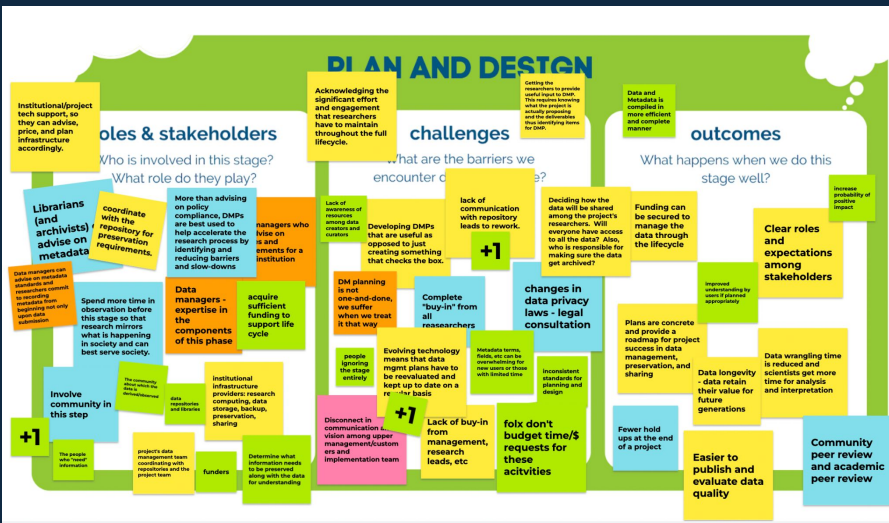 PLAN AND DESIGN
Institutional/project
tech support, so
they can advise,
price, and plan
infrastructure
accordingly.
oles & stakeholders
Who is involved in this stage?
What role do they play?
Librarians
(and
archivists)
advise on
metadata
coordinate
with the
repository for
preservation
requirements.
More than advising on
policy
compliance, DMPs
are best used to
help accelerate the
research process by
identifying and
reducing barriers
and slow-downs
managers who
vise on
es and
ements for a
institution
Data managers can
advise on metadata
standards and
researchers commit
to recording
metadata from
beginning not only
upon data
submission
Spend more time in
observation before
this stage so that
research mirrors
what is happening
in society and can
best serve society.
Data
managers -
expertise in the
components
of this phase
acquire
sufficient
funding to
support life
cycle
Involve
community in
this step
+1
The community
about which the
data is
derived/observed
data
repositories
and libraries
Institutional
infrastructure
providers: research
computing, data
storage, backup,
preservation,
sharing
The people
who "need"
information
project's data
management team
coordinating with
repositories and the
project team
funders
Determine what
information needs
to be preserved
along with the data
for understanding
Acknowledging the
significant effort
and engagement
that researchers
have to maintain
throughout the full
lifecycle.
Getting the
researchers to provide
useful input to DMP.
This requires knowing
what the project is
actually proposing
and the deliverables
thus identifying items
for DMP.
challenges
What are the barriers we
encounter d
e?
Lack of
awareness of
resources among
data creators
and curators
Developing DMPs
that are useful as
opposed to just
creating something
that checks the box.
lack of
communication
with repository
leads to rework.
+1
Deciding how the
data will be shared
among the project's
researchers. Will
everyone have access
to all the data? Also,
who is responsible for
making sure the data
get archived?
DM planning
is not
one-and-done,
we suffer
when we treat
it that way
Complete
"buy-in" from
all
reasearchers
changes in
data privacy
laws - legal
consultation
people
ignoring the
stage
entirely
Evolving technology
means that data
mgmt plans have to
be reevaluated and
kept up to date on a
regular basis
+1
Metadata terms,
fields, etc can be
overwhelming for
new users or those
with limited time
inconsistent
standards for
planning and
design
Disconnect in
communication a
vision among upper
management/custom
ers and
implementation team
Lack of buy-in
from
management,
research
leads, etc
folx don't
budget time/$
requests for
these
acitvities
Data and
Metadata is
compiled in
more efficient
and complete
manner
outcomes
What happens when we do this
stage well?
increase
probability of
positive
impact
Funding can
be secured to
manage the
data through
the lifecycle
Clear roles
and
expectations
among
stakeholders
improved
understanding by
users if planned
appropriately
Plans are concrete
and provide a
roadmap for project
success in data
management,
preservation, and
sharing
Data longevity
- data retain
their value for
future
generations
Data wrangling time
is reduced and
scientists get more
time for analysis
and interpretation
Fewer hold
ups at the end
of a project
Easier to
publish and
evaluate data
quality
Community
peer review
and academic
peer review